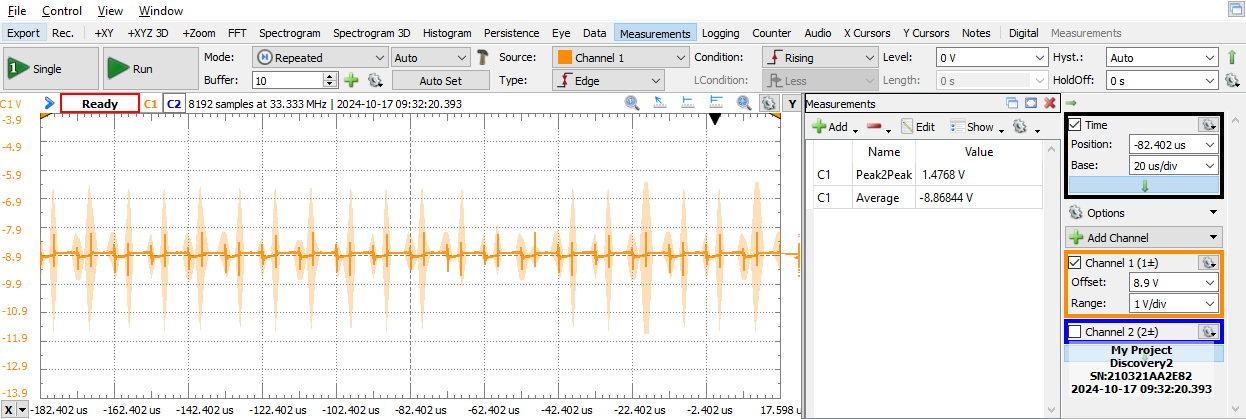 File Control View Window
Export Rec. +XY +XYZ 3D +Zoom FFT Spectrogram Spectrogram 3D Histogram Persistence Eye Data Measurements Logging Counter Audio X Cursors Y Cursors Notes Digital Measurements
1 Single Run Mode: Repeated Auto Source: Channel 1 Condition: Rising Level: 0 V Hyst.: Auto
Buffer: 10 Auto Set Type: Edge LCondition: Less Length: 0 s HoldOff: 0 s
C1 V Ready C1 C2 8192 samples at 33.333 MHz | 2024-10-17 09:32:20.393 Y
-3.9
-4.9
-5.9
-6.9
-7.9
-8.9
-9.9
-10.9
-11.9
-12.9
-13.9
X -182.402 us -162.402 us -142.402 us -122.402 us -102.402 us -82.402 us -62.402 us -42.402 us -22.402 us -2.402 us 17.598 us
Measurements
Add Edit Show
Name Value
C1 Peak2Peak 1.4768 V
C1 Average -8.86844 V
Time
Position: -82.402 us
Base: 20 us/div
Options
Add Channel
Channel 1 (1±)
Offset: 8.9 V
Range: 1 V/div
Channel 2 (2±)
My Project
Discovery2
SN:210321AA2E82
2024-10-17 09:32:20.393